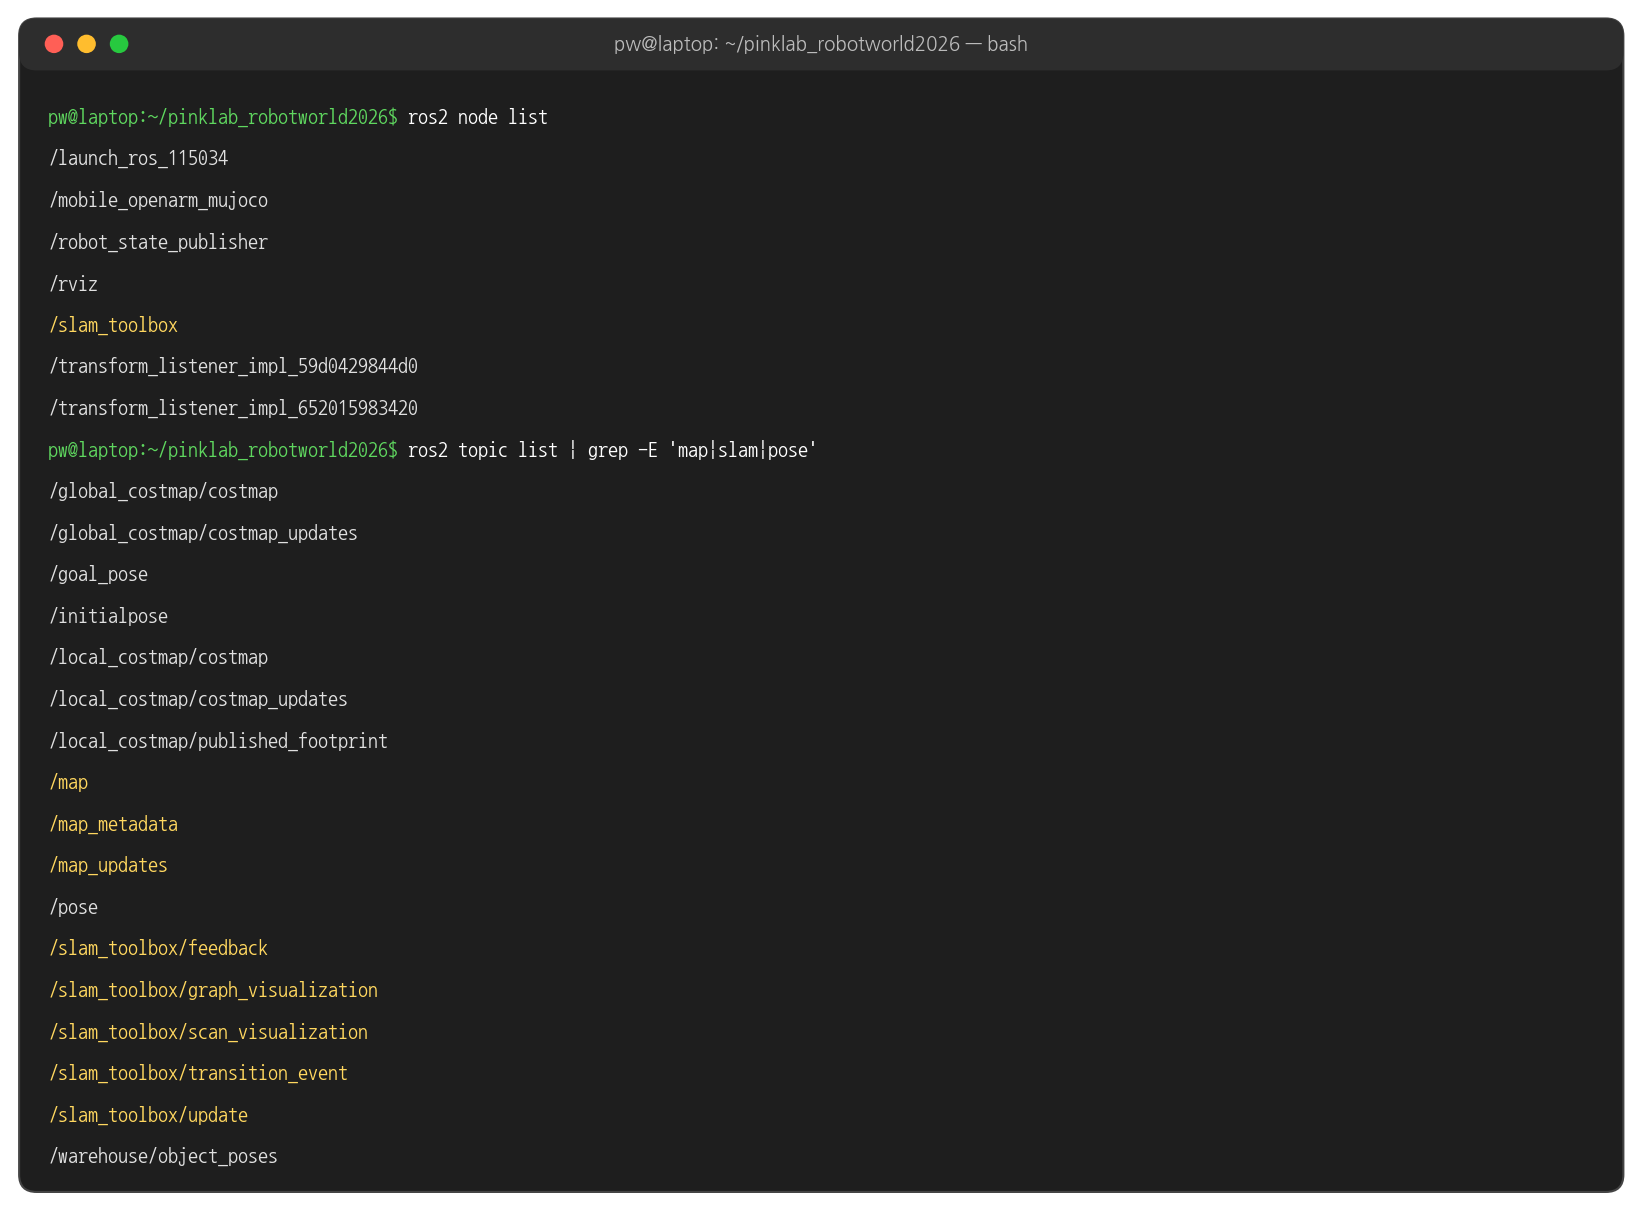 pw@laptop: ~/pinklab_robotworld2026 — bash
pw@laptop:~/pinklab_robotworld2026$ ros2 node list
/launch_ros_115034
/mobile_openarm_mujoco
/robot_state_publisher
/rviz
/slam_toolbox
/transform_listener_impl_59d0429844d0
/transform_listener_impl_652015983420
pw@laptop:~/pinklab_robotworld2026$ ros2 topic list | grep -E 'map|slam|pose'
/global_costmap/costmap
/global_costmap/costmap_updates
/goal_pose
/initialpose
/local_costmap/costmap
/local_costmap/costmap_updates
/local_costmap/published_footprint
/map
/map_metadata
/map_updates
/pose
/slam_toolbox/feedback
/slam_toolbox/graph_visualization
/slam_toolbox/scan_visualization
/slam_toolbox/transition_event
/slam_toolbox/update
/warehouse/object_poses